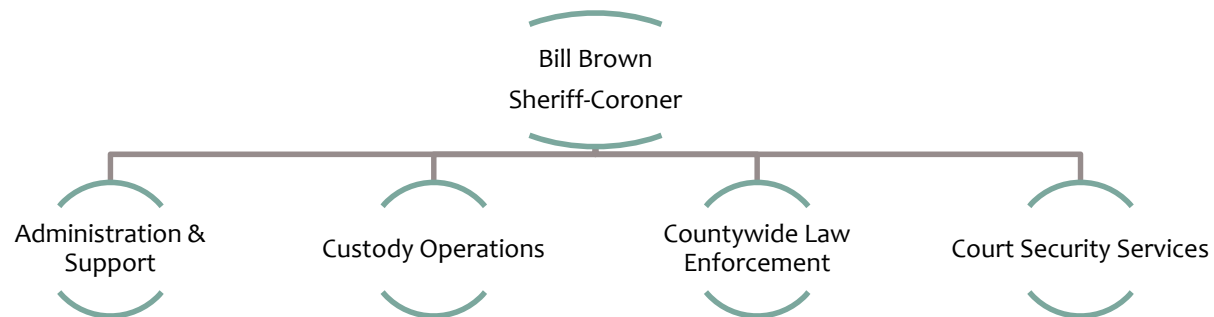 Bill Brown
Sheriff-Coroner
Administration &
Support
Custody Operations
Countywide Law
Enforcement
Court Security Services